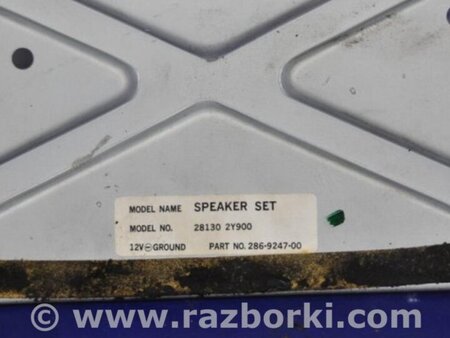 MODEL NAME SPEAKER SET
MODEL NO. 28130 2Y900
12V⊖GROUND PART NO. 286-9247-00
www.razborki.com